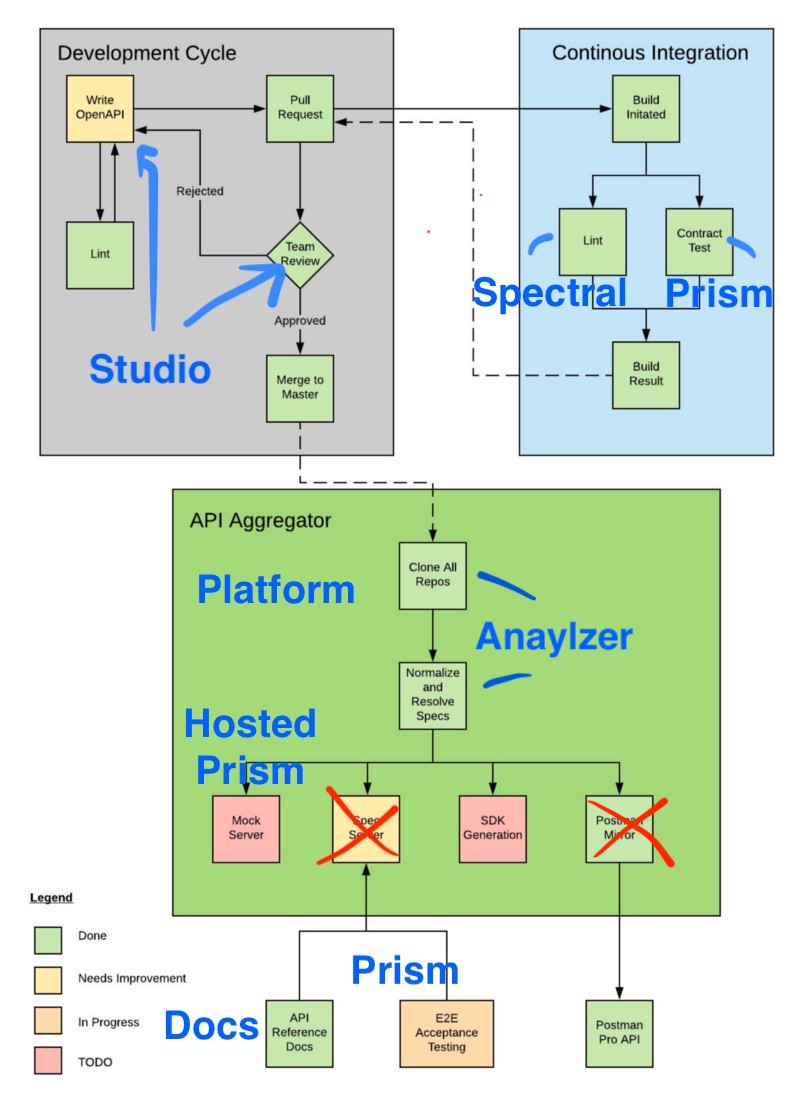 Development Cycle
Write
OpenAPI
Pull
Request
Rejected
Lint
Team
Review
Approved
Studio
Merge to
Master
Continous Integration
Build
Initated
Lint
Contract
Test
Spectral
Prism
Build
Result
API Aggregator
Clone All
Repos
Platform
Anaylzer
Normalize
and
Resolve
Specs
Hosted
Prism
Mock
Server
Spec
Server
SDK
Generation
Postman
Mirror
Legend
Done
Needs Improvement
In Progress
TODO
Prism
Docs
API
Reference
Docs
E2E
Acceptance
Testing
Postman
Pro API